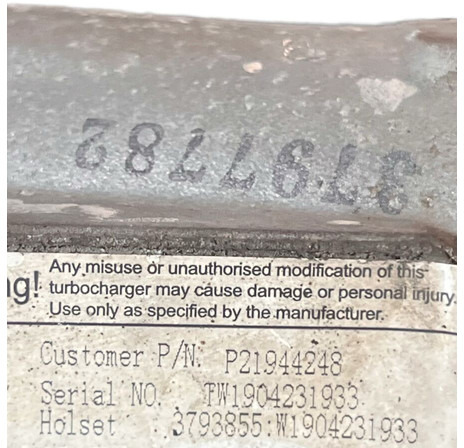 3797782
g! Any misuse or unauthorised modification of this
turbocharger may cause damage or personal injury.
Use only as specified by the manufacturer.
Customer P/N: P21944248
Serial NO. TW1904231933
Holset : 3793855:W1904231933